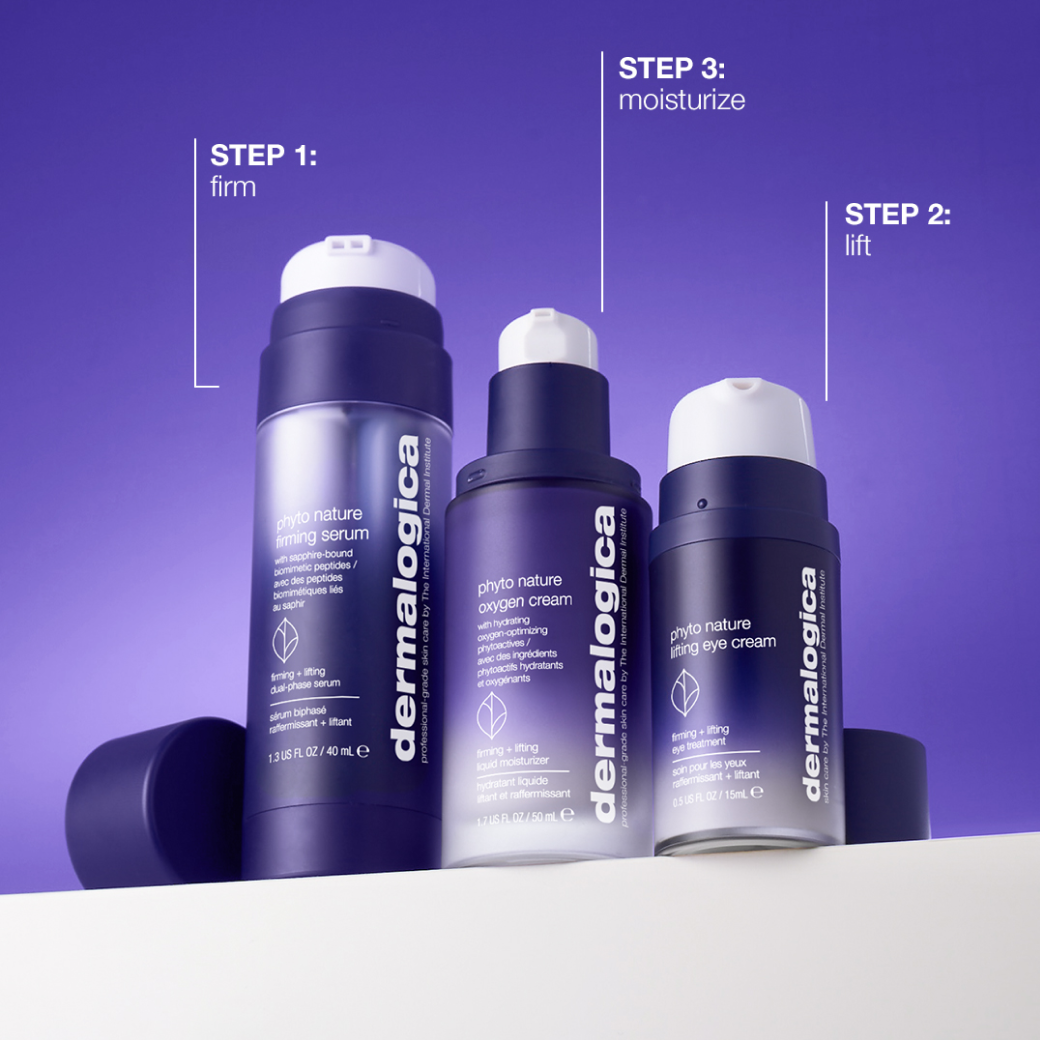 STEP 1:
firm
STEP 3:
moisturize
STEP 2:
lift
phyto nature
firming serum
with sapphire-bound
biomimetic peptides /
avec des peptides
biomimétiques liés
au saphir
firming + lifting
dual-phase serum
sérum biphasé
raffermissant + liftant
1.3 US FL OZ / 40 mL ℮
dermalogica
professional-grade skin care by The International Dermal Institute
phyto nature
oxygen cream
with hydrating
oxygen-optimizing
phytoactives /
avec des ingrédients
phytoactifs hydratants
et oxygénants
firming + lifting
liquid moisturizer
hydratant liquide
liftant et raffermissant
1.7 US FL OZ / 50 mL ℮
dermalogica
professional-grade skin care by The International Dermal Institute
phyto nature
lifting eye cream
firming + lifting
eye treatment
soin pour les yeux
raffermissant + liftant
0.5 US FL OZ / 15mL ℮
dermalogica
skin care by The International Dermal Institute